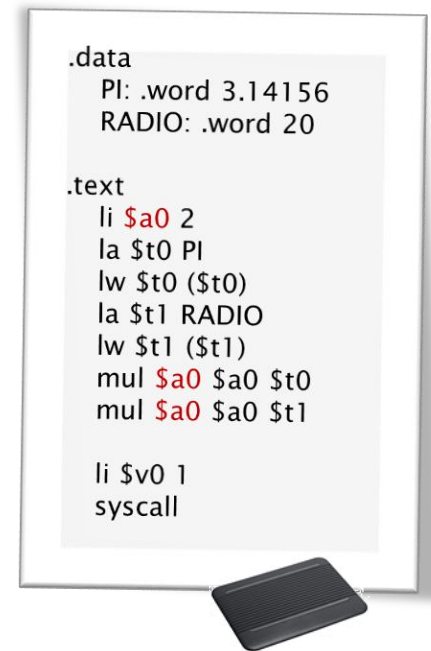 .data
PI: .word 3.14156
RADIO: .word 20
.text
li $a0 2
la $t0 PI
lw $t0 ($t0)
la $t1 RADIO
lw $t1 ($t1)
mul $a0 $a0 $t0
mul $a0 $a0 $t1
li $v0 1
syscall